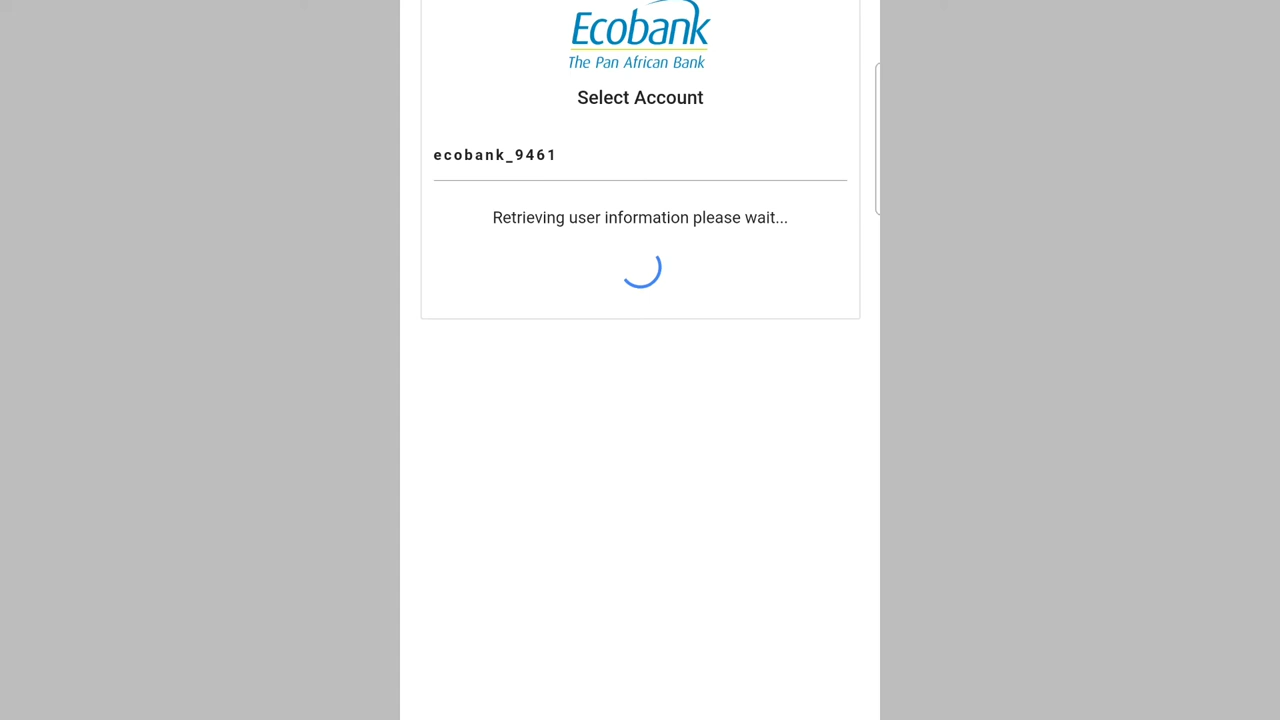 Ecobank
The Pan African Bank
Select Account
ecobank_9461
Retrieving user information please wait...